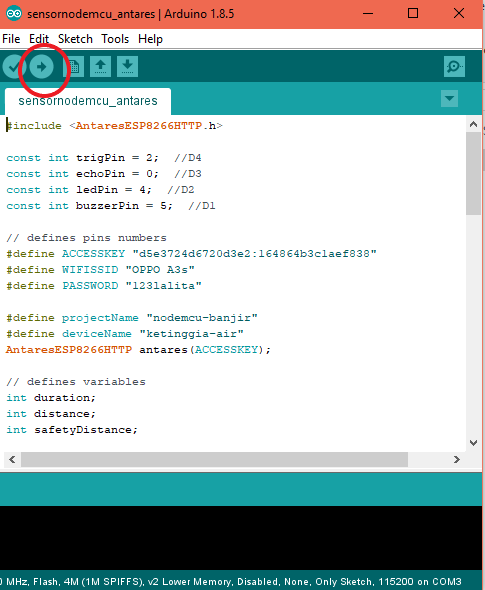 sensornodemcu_antares | Arduino 1.8.5
File Edit Sketch Tools Help
sensornodemcu_antares
#include <AntaresESP8266HTTP.h>
const int trigPin = 2;  //D4
const int echoPin = 0;  //D3
const int ledPin = 4;  //D2
const int buzzerPin = 5;  //D1
// defines pins numbers
#define ACCESSKEY "d5e3724d6720d3e2:164864b3c1aef838"
#define WIFISSID "OPPO A3s"
#define PASSWORD "123lalita"
#define projectName "nodemcu-banjir"
#define deviceName "ketinggia-air"
AntaresESP8266HTTP antares(ACCESSKEY);
// defines variables
int duration;
int distance;
int safetyDistance;
0 MHz, Flash, 4M (1M SPIFFS), v2 Lower Memory, Disabled, None, Only Sketch, 115200 on COM3